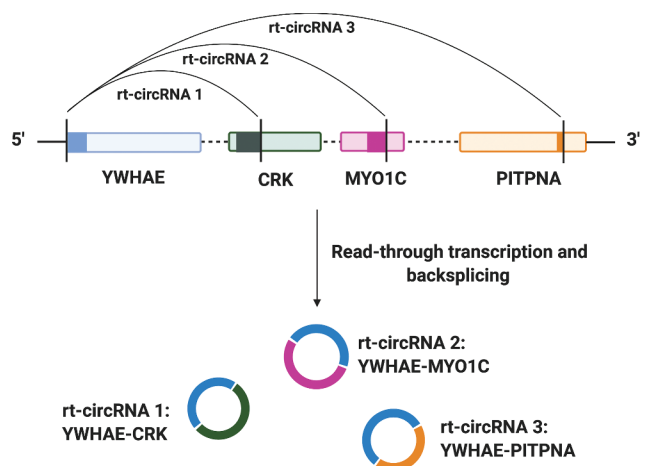 rt-circRNA 3
rt-circRNA 2
rt-circRNA 1
5'
3'
YWHAE
CRK
MYO1C
PITPNA
Read-through transcription and
backsplicing
rt-circRNA 2:
YWHAE-MYO1C
rt-circRNA 1:
YWHAE-CRK
rt-circRNA 3:
YWHAE-PITPNA